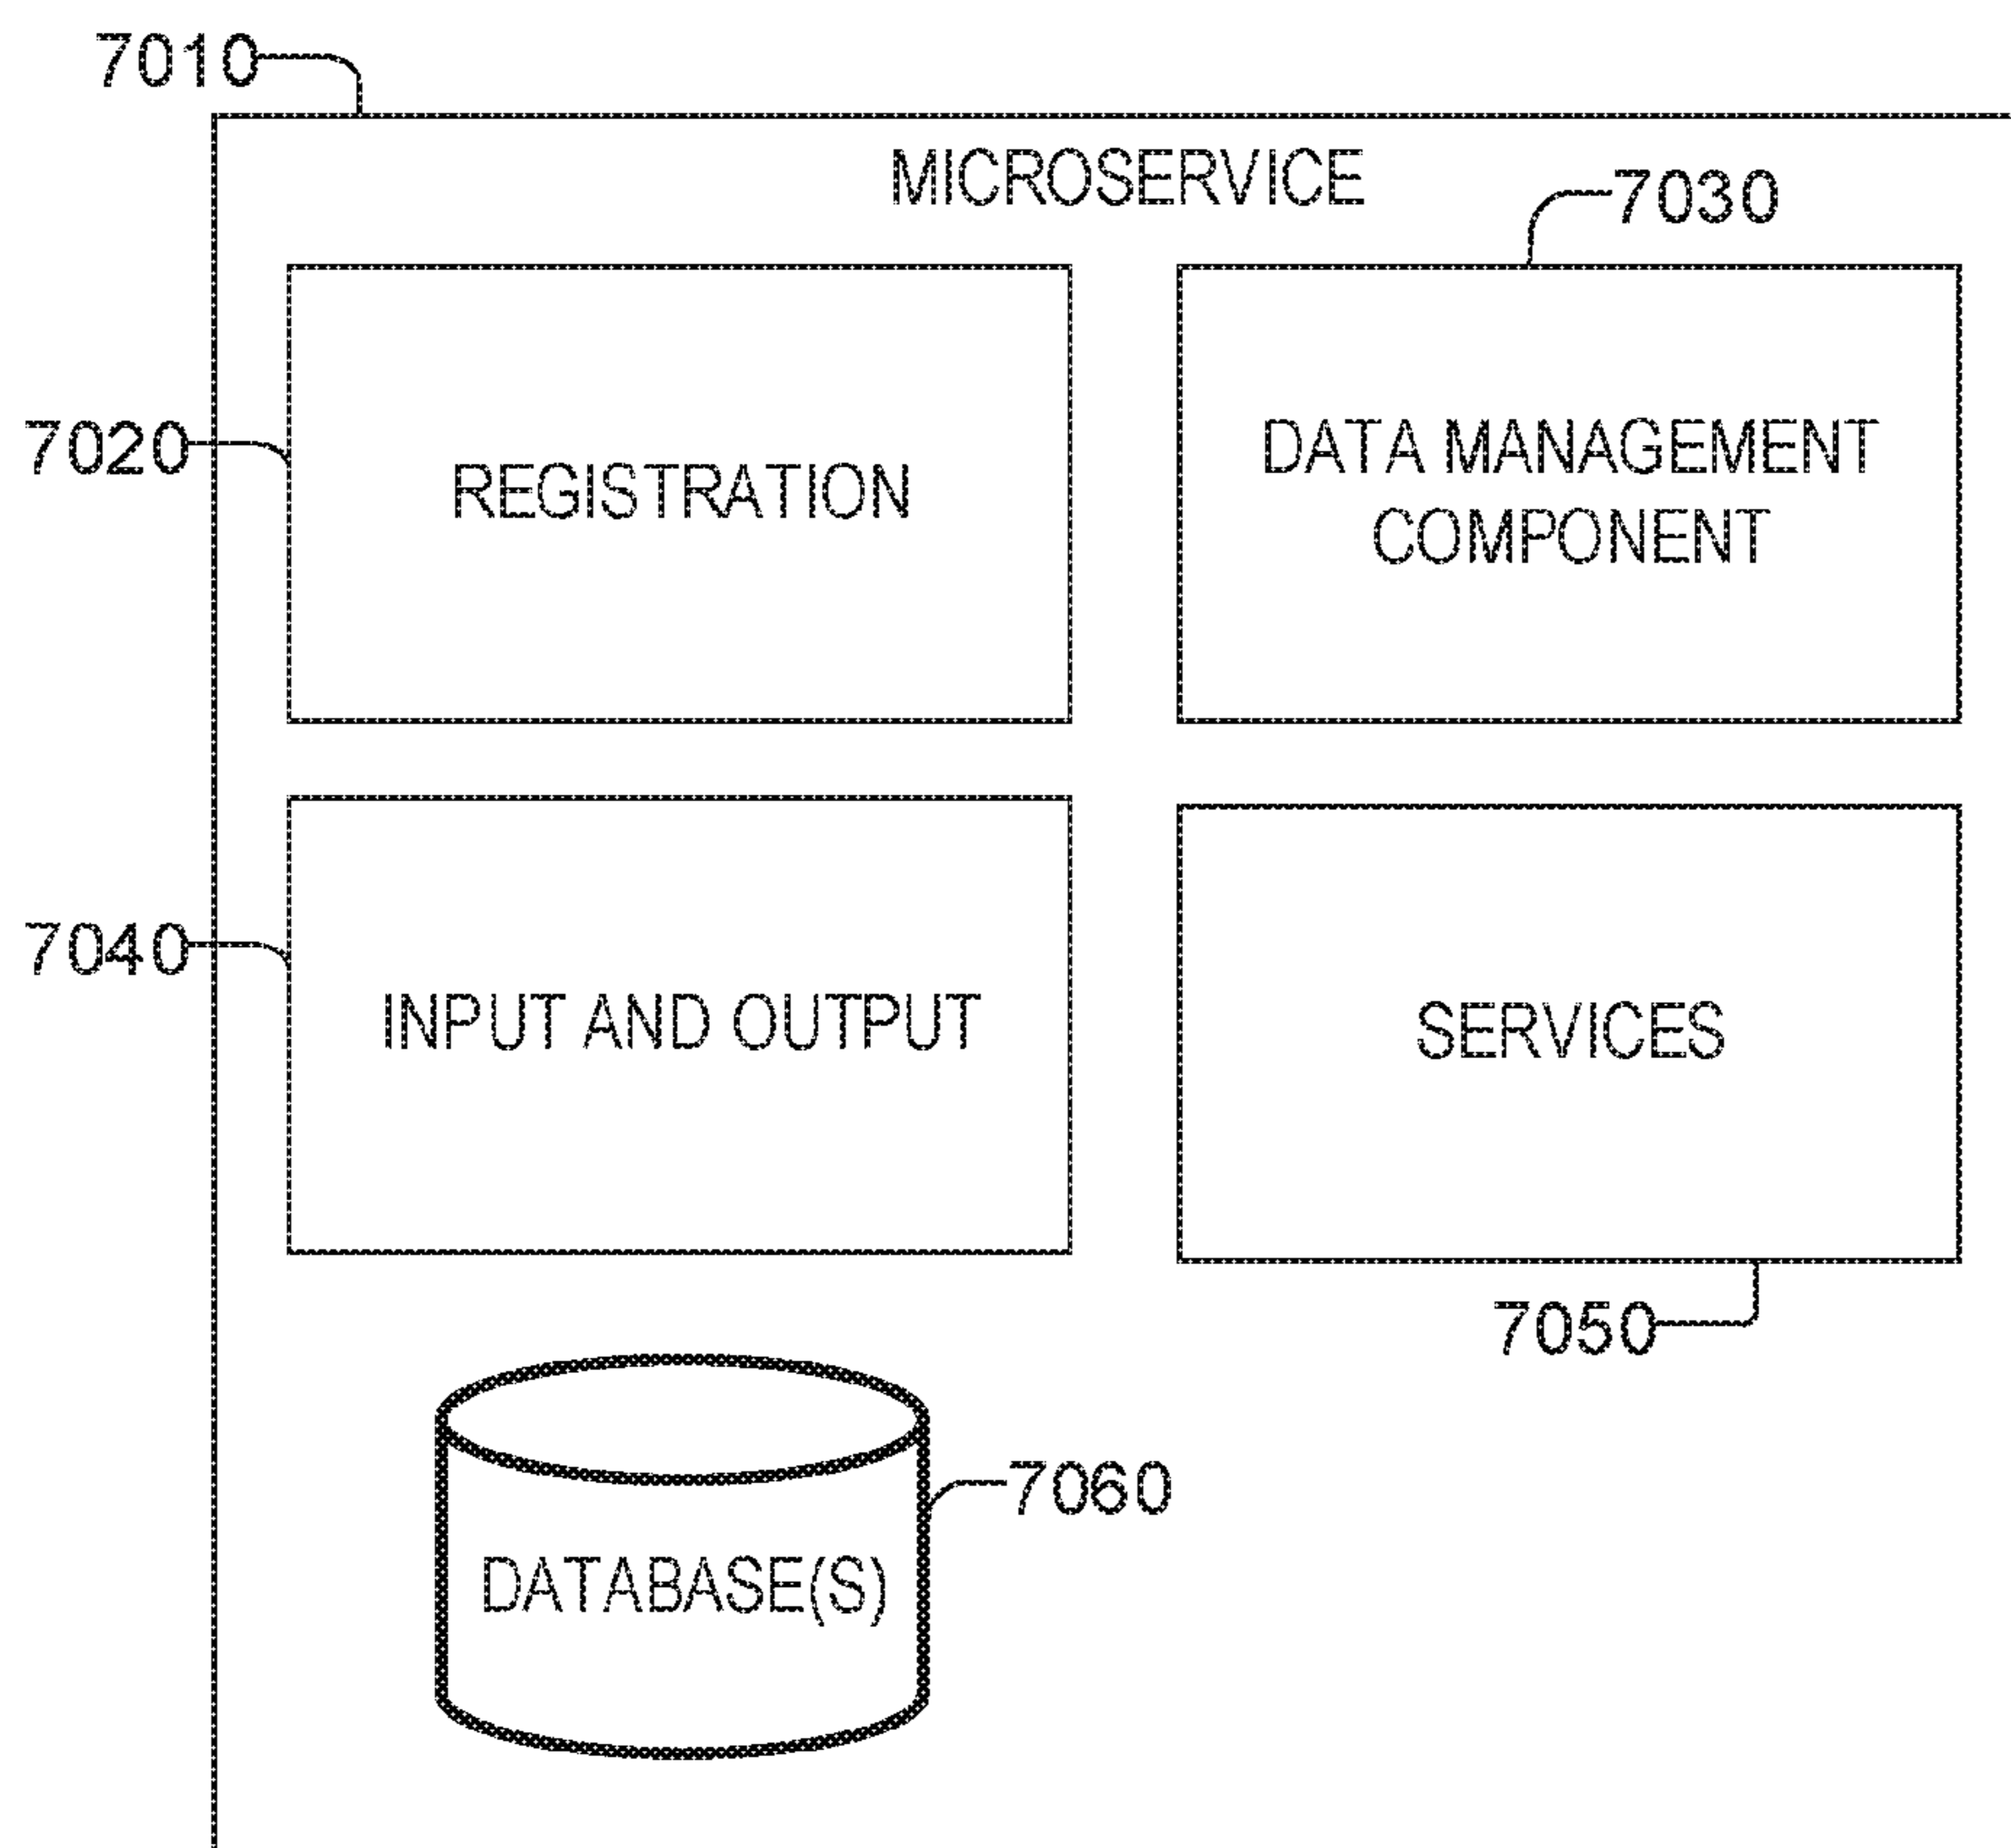 7010
MICROSERVICE
7030
7020
REGISTRATION
DATA MANAGEMENT
COMPONENT
7040
INPUT AND OUTPUT
SERVICES
7050
7060
DATABASE(S)